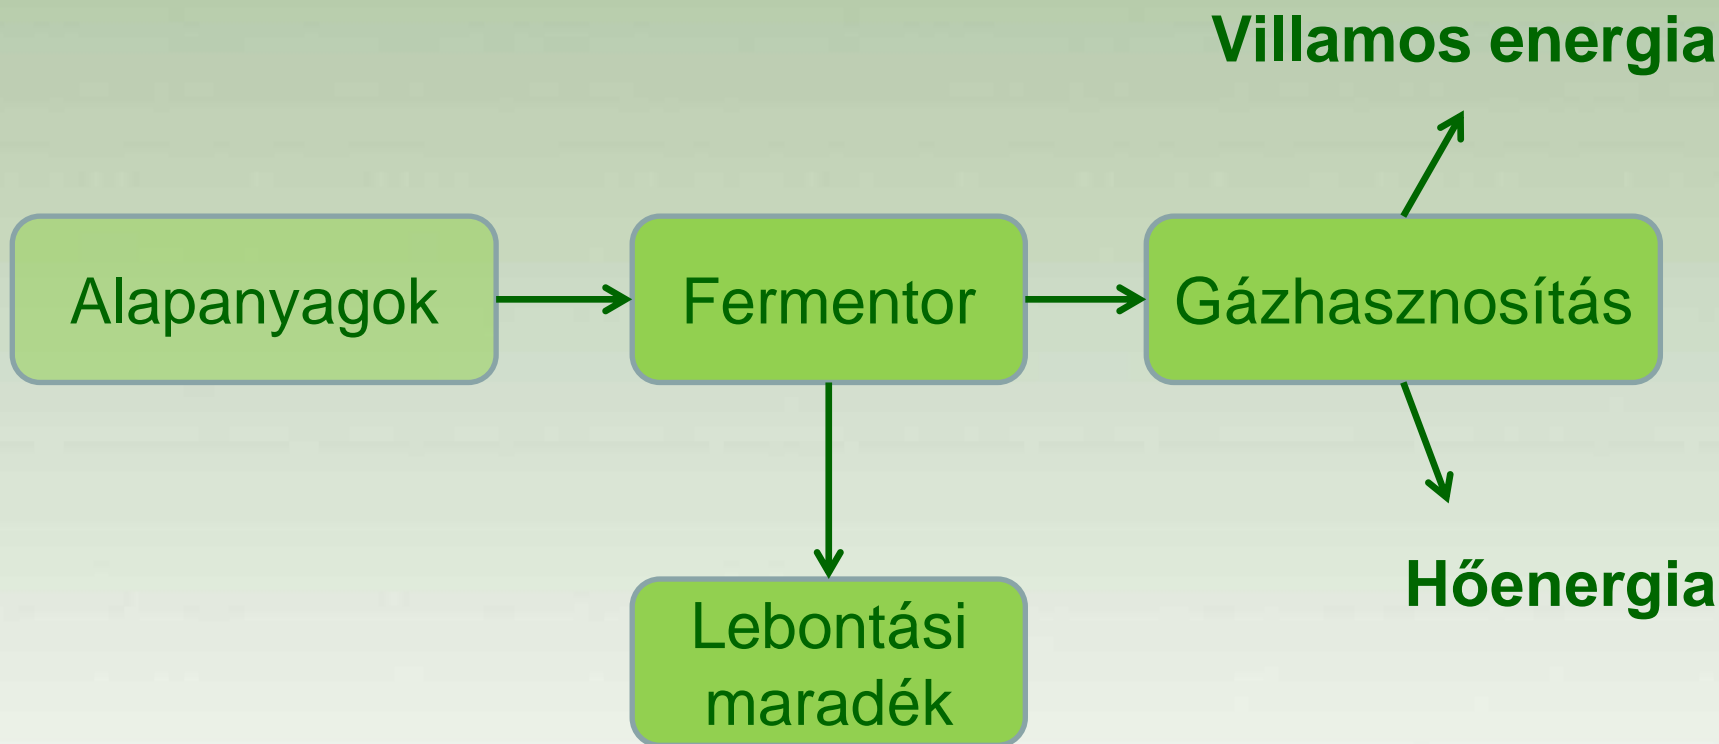 Villamos energia
Alapanyagok
Fermentor
Gázhasznosítás
Hőenergia
Lebontási
maradék